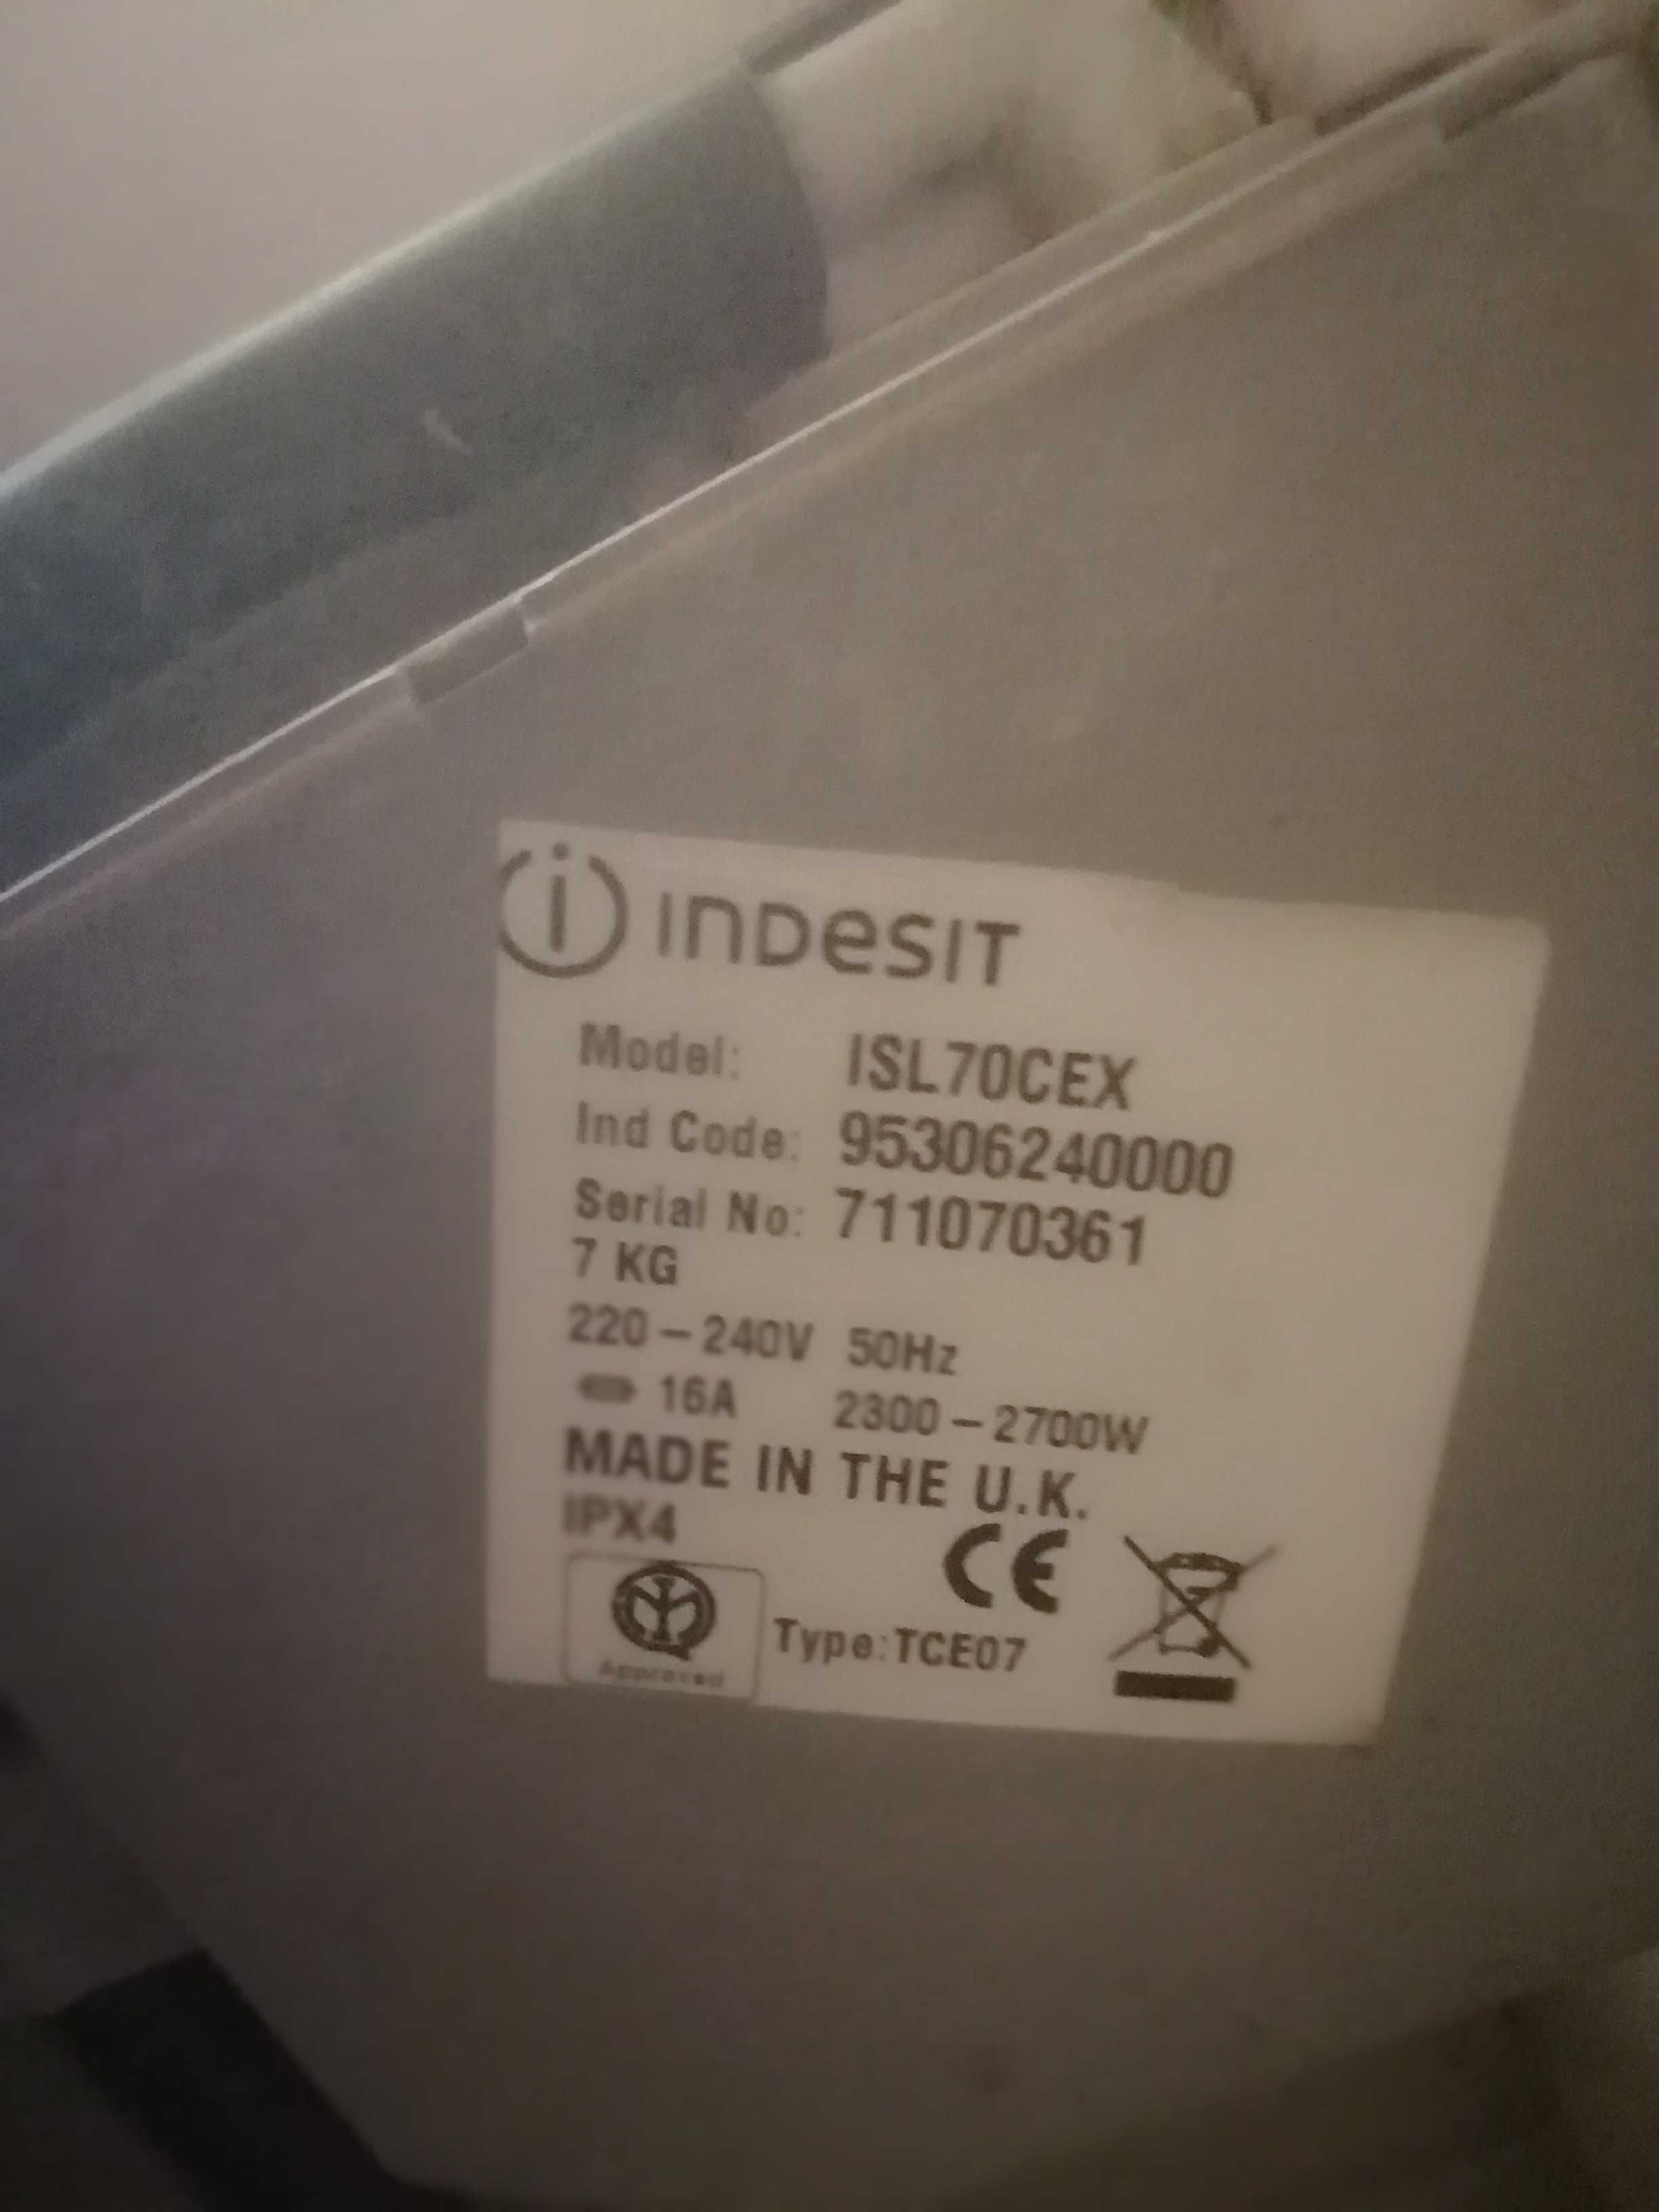 i INDESIT
Model: ISL70CEX
Ind Code: 95306240000
Serial No: 711070361
7 KG
220-240V 50Hz
16A 2300-2700W
MADE IN THE U.K.
IPX4
CE
Approved
Type:TCE07